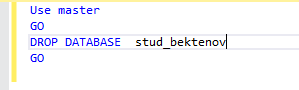 Use master
GO
DROP DATABASE  stud_bektenov
GO